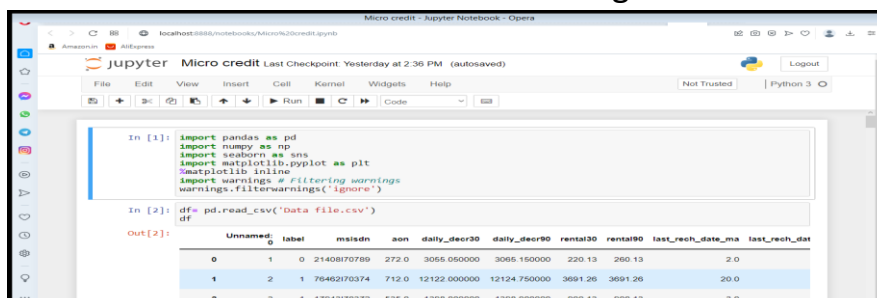 Micro credit - Jupyter Notebook - Opera
localhost:8888/notebooks/Micro%20credit.ipynb
Amazon.in AliExpress
jupyter Micro credit Last Checkpoint: Yesterday at 2:36 PM (autosaved) Logout
File Edit View Insert Cell Kernel Widgets Help Not Trusted Python 3
Run Code
In [1]: import pandas as pd
import numpy as np
import seaborn as sns
import matplotlib.pyplot as plt
%matplotlib inline
import warnings # Filtering warnings
warnings.filterwarnings('ignore')
In [2]: df= pd.read_csv('Data file.csv')
df
Out[2]:
Unnamed: 0 label msisdn aon daily_decr30 daily_decr90 rental30 rental90 last_rech_date_ma last_rech_dat
0 1 0 21408I70789 272.0 3055.050000 3065.150000 220.13 260.13 2.0
1 2 1 76462I70374 712.0 12122.000000 12124.750000 3691.26 3691.26 20.0